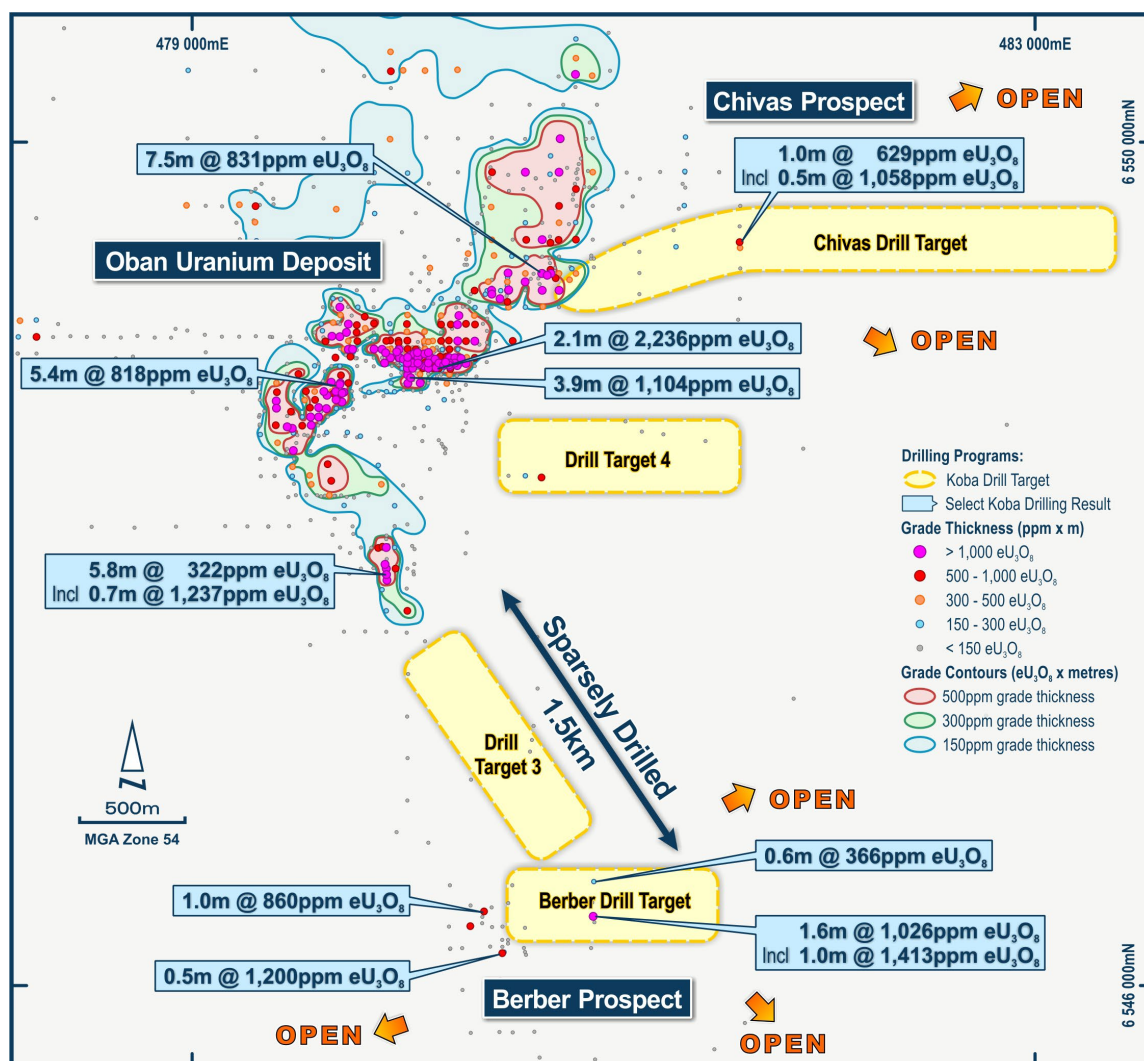 479 000mE
483 000mE
6 550 000mN
Chivas Prospect
OPEN
7.5m @ 831ppm eU₃O₈
1.0m @ 629ppm eU₃O₈
Incl 0.5m @ 1,058ppm eU₃O₈
Chivas Drill Target
Oban Uranium Deposit
2.1m @ 2,236ppm eU₃O₈
OPEN
5.4m @ 818ppm eU₃O₈
3.9m @ 1,104ppm eU₃O₈
Drill Target 4
Drilling Programs:
Koba Drill Target
Select Koba Drilling Result
Grade Thickness (ppm x m)
> 1,000 eU₃O₈
500 - 1,000 eU₃O₈
300 - 500 eU₃O₈
150 - 300 eU₃O₈
< 150 eU₃O₈
Grade Contours (eU₃O₈ x metres)
500ppm grade thickness
300ppm grade thickness
150ppm grade thickness
5.8m @ 322ppm eU₃O₈
Incl 0.7m @ 1,237ppm eU₃O₈
Sparsely Drilled
1.5km
Drill
Target 3
N
500m
MGA Zone 54
OPEN
0.6m @ 366ppm eU₃O₈
1.0m @ 860ppm eU₃O₈
Berber Drill Target
1.6m @ 1,026ppm eU₃O₈
Incl 1.0m @ 1,413ppm eU₃O₈
0.5m @ 1,200ppm eU₃O₈
Berber Prospect
6 546 000mN
OPEN
OPEN